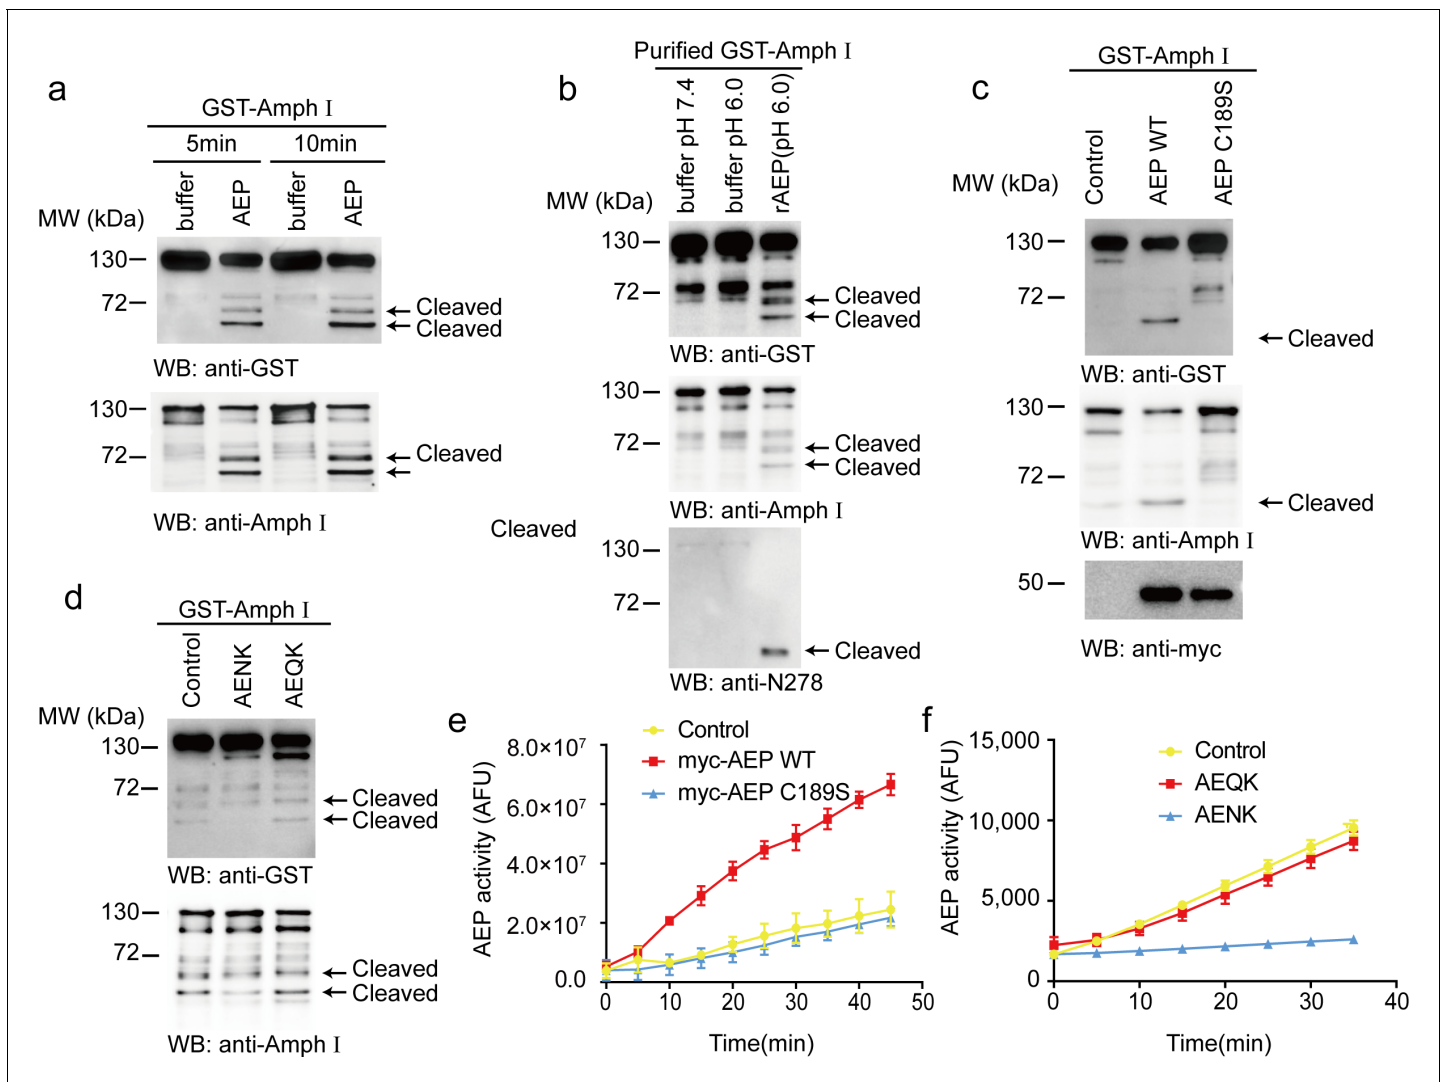 a
GST-Amph I
5min 10min
buffer AEP buffer AEP
MW (kDa)
130
72
← Cleaved
← Cleaved
WB: anti-GST
130
72
← Cleaved
←
WB: anti-Amph I
b
Purified GST-Amph I
buffer pH 7.4 buffer pH 6.0 rAEP(pH 6.0)
MW (kDa)
130
72
← Cleaved
← Cleaved
WB: anti-GST
130
72
← Cleaved
← Cleaved
WB: anti-Amph I
Cleaved
130
72
← Cleaved
WB: anti-N278
c
GST-Amph I
Control AEP WT AEP C189S
MW (kDa)
130
72
← Cleaved
WB: anti-GST
130
72
← Cleaved
WB: anti-Amph I
50
WB: anti-myc
d
GST-Amph I
Control AENK AEQK
MW (kDa)
130
72
← Cleaved
← Cleaved
WB: anti-GST
130
72
← Cleaved
← Cleaved
WB: anti-Amph I
e
Control
myc-AEP WT
myc-AEP C189S
AEP activity (AFU)
8.0×10⁷
6.0×10⁷
4.0×10⁷
2.0×10⁷
0.0
0 10 20 30 40 50
Time(min)
f
Control
AEQK
AENK
AEP activity (AFU)
15,000
10,000
5,000
0
0 10 20 30 40
Time(min)